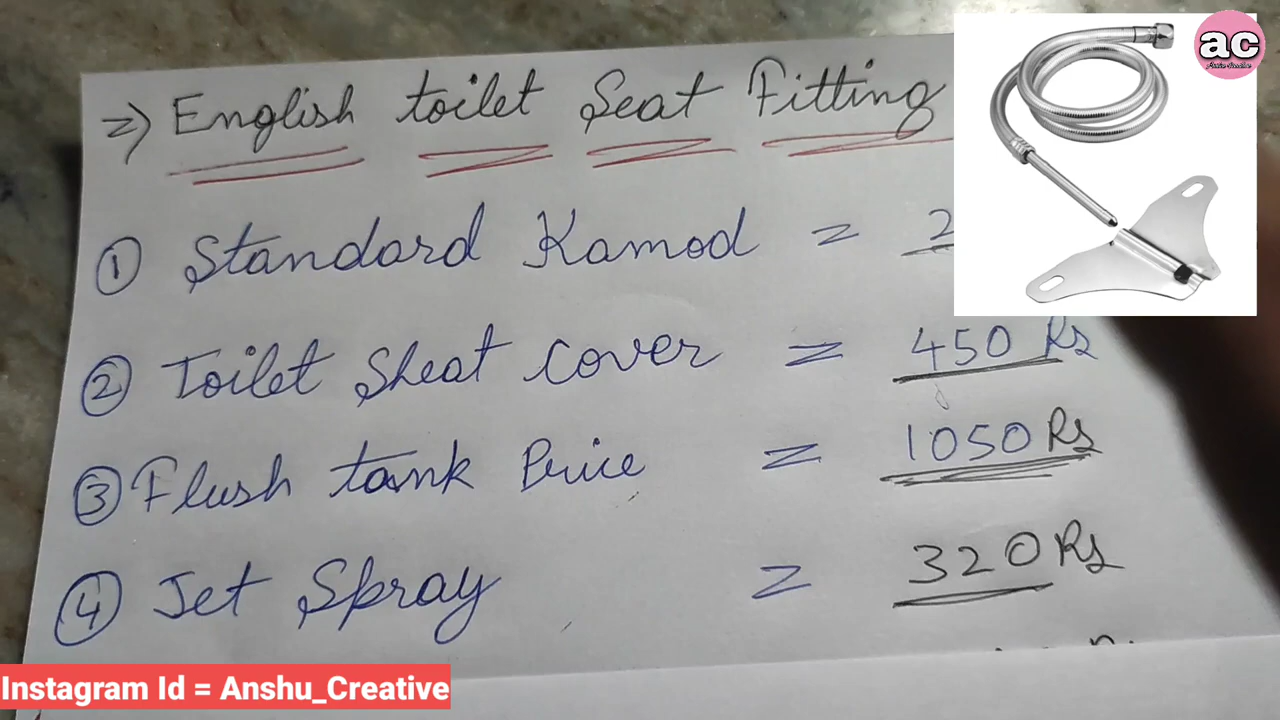 =) English toilet Seat Fitting
① Standard Kamod = 2
② Toilet Sheat cover = 450 Rs
③ Flush tank Price = 1050 Rs
④ Jet Spray = 320 Rs
ac
Instagram Id = Anshu_Creative